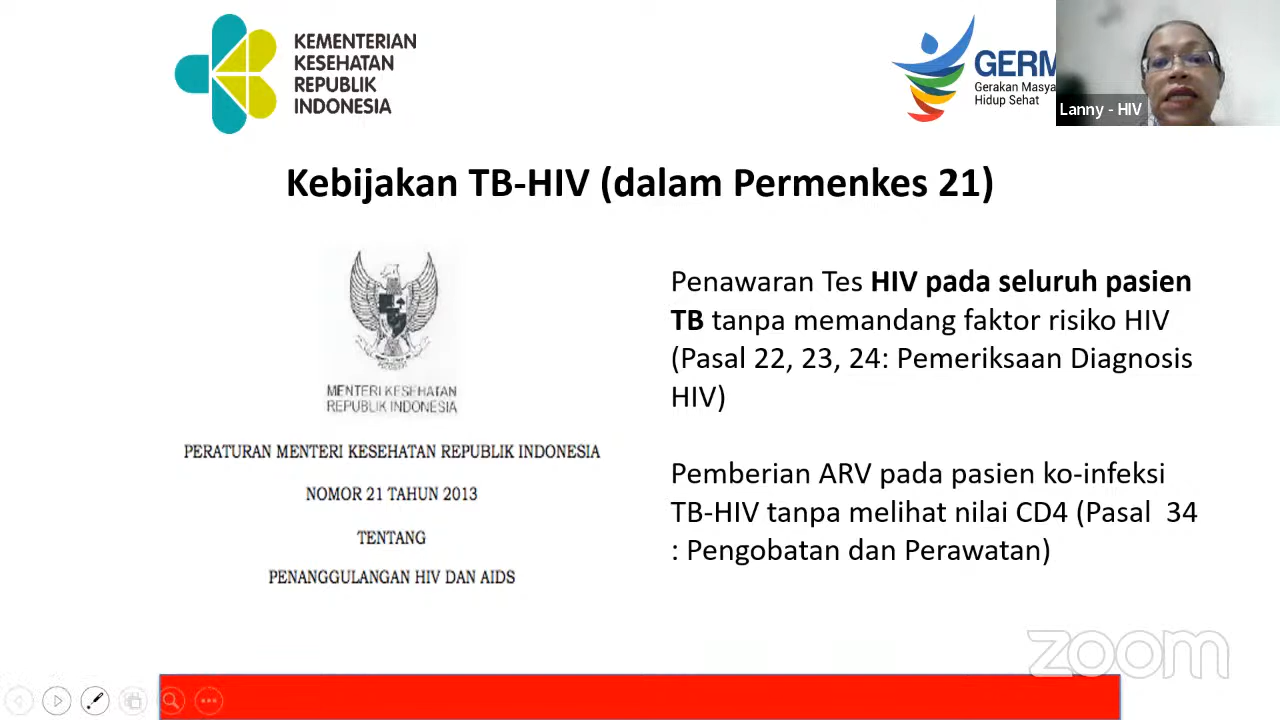 KEMENTERIAN
KESEHATAN
REPUBLIK
INDONESIA
GERM
Gerakan Masya
Hidup Sehat
Lanny - HIV
Kebijakan TB-HIV (dalam Permenkes 21)
MENTERI KESEHATAN
REPUBLIK INDONESIA
PERATURAN MENTERI KESEHATAN REPUBLIK INDONESIA
NOMOR 21 TAHUN 2013
TENTANG
PENANGGULANGAN HIV DAN AIDS
Penawaran Tes HIV pada seluruh pasien
TB tanpa memandang faktor risiko HIV
(Pasal 22, 23, 24: Pemeriksaan Diagnosis
HIV)
Pemberian ARV pada pasien ko-infeksi
TB-HIV tanpa melihat nilai CD4 (Pasal  34
: Pengobatan dan Perawatan)
zoom